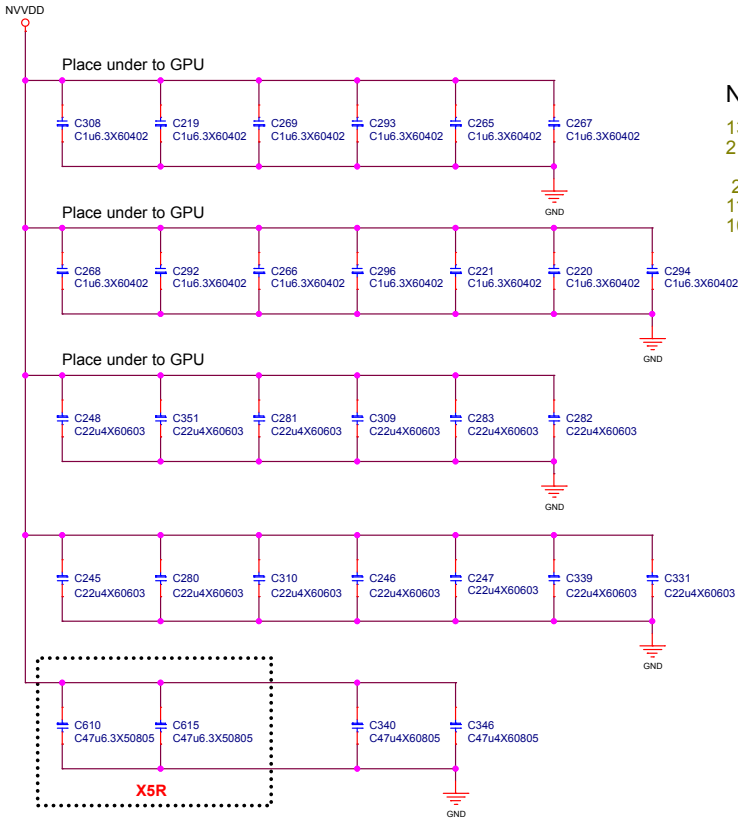 NVVDD
Place under to GPU
C308 C219 C269 C293 C265 C267
C1u6.3X60402 C1u6.3X60402 C1u6.3X60402 C1u6.3X60402 C1u6.3X60402 C1u6.3X60402
GND
Place under to GPU
C268 C292 C266 C296 C221 C220 C294
C1u6.3X60402 C1u6.3X60402 C1u6.3X60402 C1u6.3X60402 C1u6.3X60402 C1u6.3X60402 C1u6.3X60402
GND
Place under to GPU
C248 C351 C281 C309 C283 C282
C22u4X60603 C22u4X60603 C22u4X60603 C22u4X60603 C22u4X60603 C22u4X60603
GND
C245 C280 C310 C246 C247 C339 C331
C22u4X60603 C22u4X60603 C22u4X60603 C22u4X60603 C22u4X60603 C22u4X60603 C22u4X60603
GND
C610 C615 C340 C346
C47u6.3X50805 C47u6.3X50805 C47u4X60805 C47u4X60805
X5R
GND